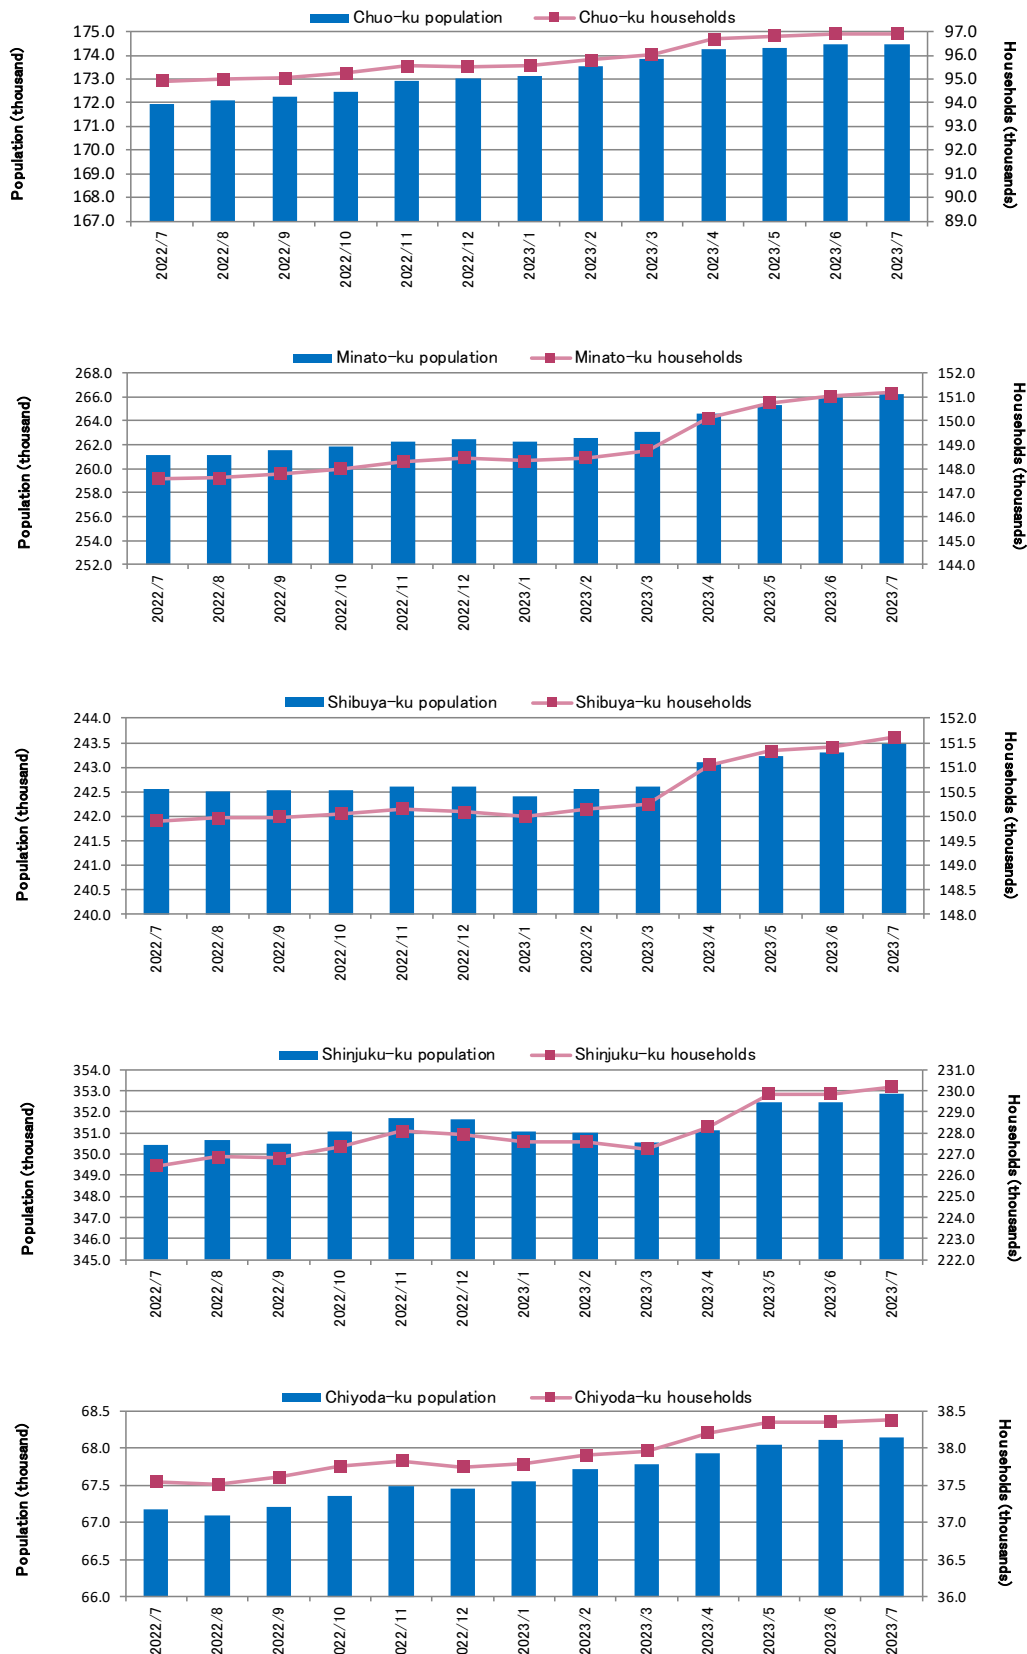 Chuo-ku population Chuo-ku households
175.0 97.0
174.0 96.0
173.0 95.0
172.0 94.0
171.0 93.0
170.0 92.0
169.0 91.0
168.0 90.0
167.0 89.0
Population (thousand)
Households (thousands)
2022/7 2022/8 2022/9 2022/10 2022/11 2022/12 2023/1 2023/2 2023/3 2023/4 2023/5 2023/6 2023/7
Minato-ku population Minato-ku households
268.0 152.0
266.0 151.0
264.0 150.0
262.0 149.0
260.0 148.0
258.0 147.0
256.0 146.0
254.0 145.0
252.0 144.0
Population (thousand)
Households (thousands)
2022/7 2022/8 2022/9 2022/10 2022/11 2022/12 2023/1 2023/2 2023/3 2023/4 2023/5 2023/6 2023/7
Shibuya-ku population Shibuya-ku households
244.0 152.0
243.5 151.5
243.0 151.0
242.5 150.5
242.0 150.0
241.5 149.5
241.0 149.0
240.5 148.5
240.0 148.0
Population (thousand)
Households (thousands)
2022/7 2022/8 2022/9 2022/10 2022/11 2022/12 2023/1 2023/2 2023/3 2023/4 2023/5 2023/6 2023/7
Shinjuku-ku population Shinjuku-ku households
354.0 231.0
353.0 230.0
352.0 229.0
351.0 228.0
350.0 227.0
349.0 226.0
348.0 225.0
347.0 224.0
346.0 223.0
345.0 222.0
Population (thousand)
Households (thousands)
2022/7 2022/8 2022/9 2022/10 2022/11 2022/12 2023/1 2023/2 2023/3 2023/4 2023/5 2023/6 2023/7
Chiyoda-ku population Chiyoda-ku households
68.5 38.5
68.0 38.0
67.5 37.5
67.0 37.0
66.5 36.5
66.0 36.0
Population (thousand)
Households (thousands)
2022/7 2022/8 2022/9 022/10 022/11 022/12 2023/1 2023/2 2023/3 2023/4 2023/5 2023/6 2023/7